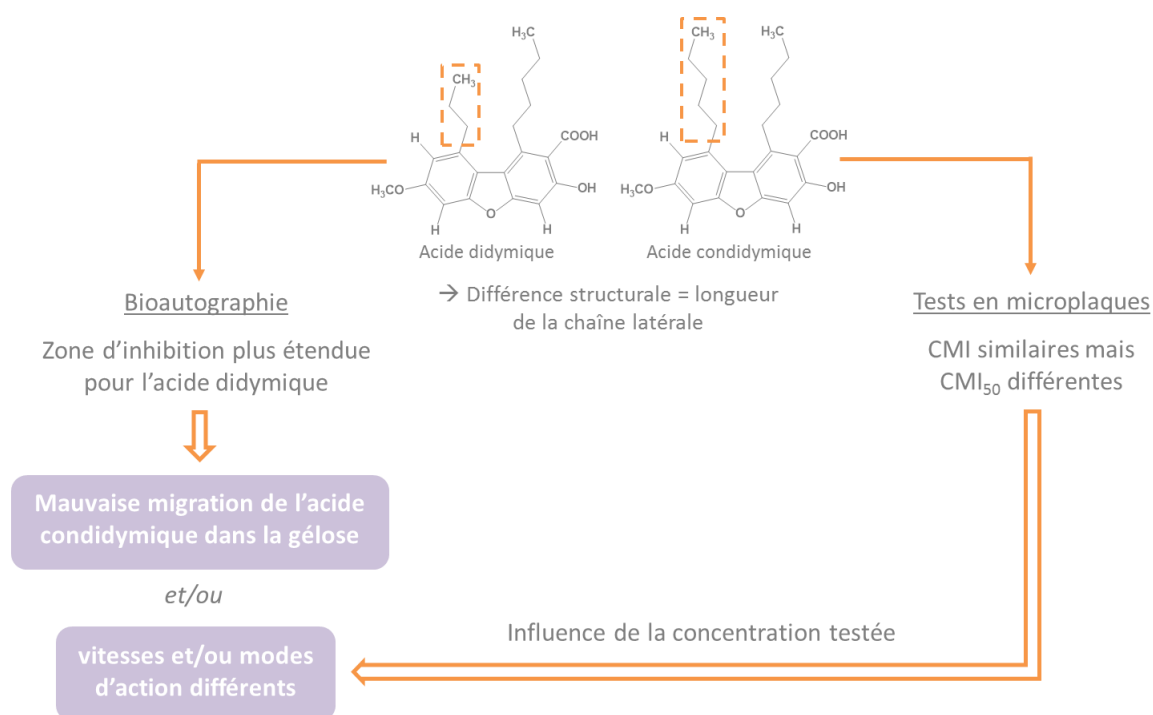 H₃C
CH₃
CH₃
H₃C
H
COOH
H₃CO
OH
O
H
H
Acide didymique
H
COOH
H₃CO
OH
O
H
H
Acide condidymique
→ Différence structurale = longueur
de la chaîne latérale
Bioautographie
Zone d’inhibition plus étendue
pour l’acide didymique
Tests en microplaques
CMI similaires mais
CMI₅₀ différentes
Mauvaise migration de l’acide
condidymique dans la gélose
et/ou
vitesses et/ou modes
d’action différents
Influence de la concentration testée